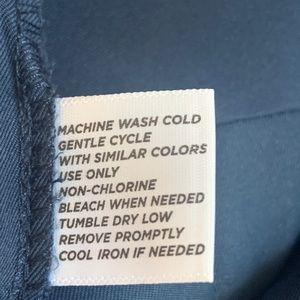 MACHINE WASH COLD
GENTLE CYCLE
WITH SIMILAR COLORS
USE ONLY
NON-CHLORINE
BLEACH WHEN NEEDED
TUMBLE DRY LOW
REMOVE PROMPTLY
COOL IRON IF NEEDED